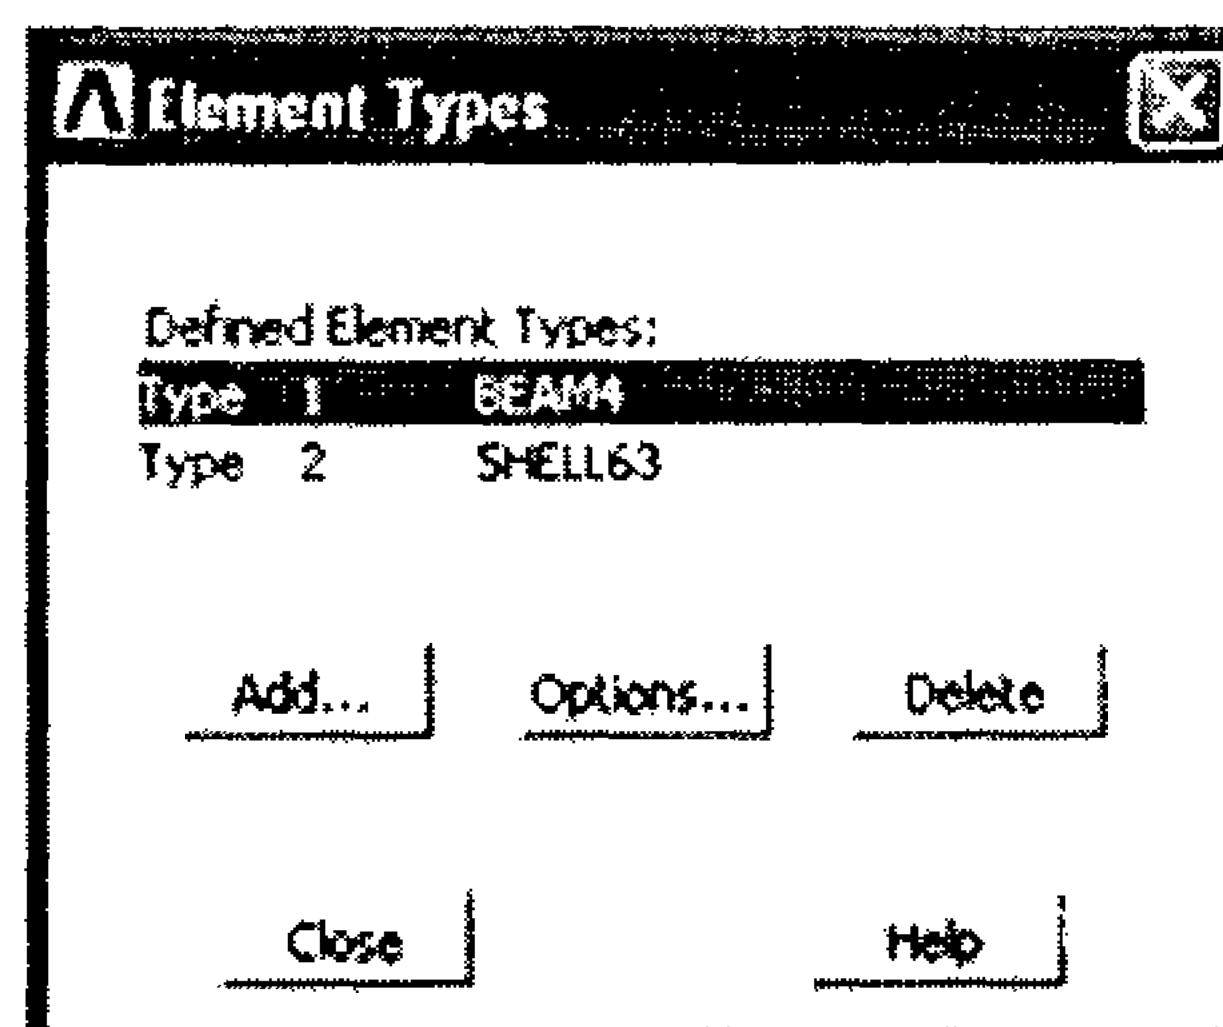 Element Types
Defined Element Types:
Type 1 BEAM4
Type 2 SHELL63
Add... Options... Delete
Close Help